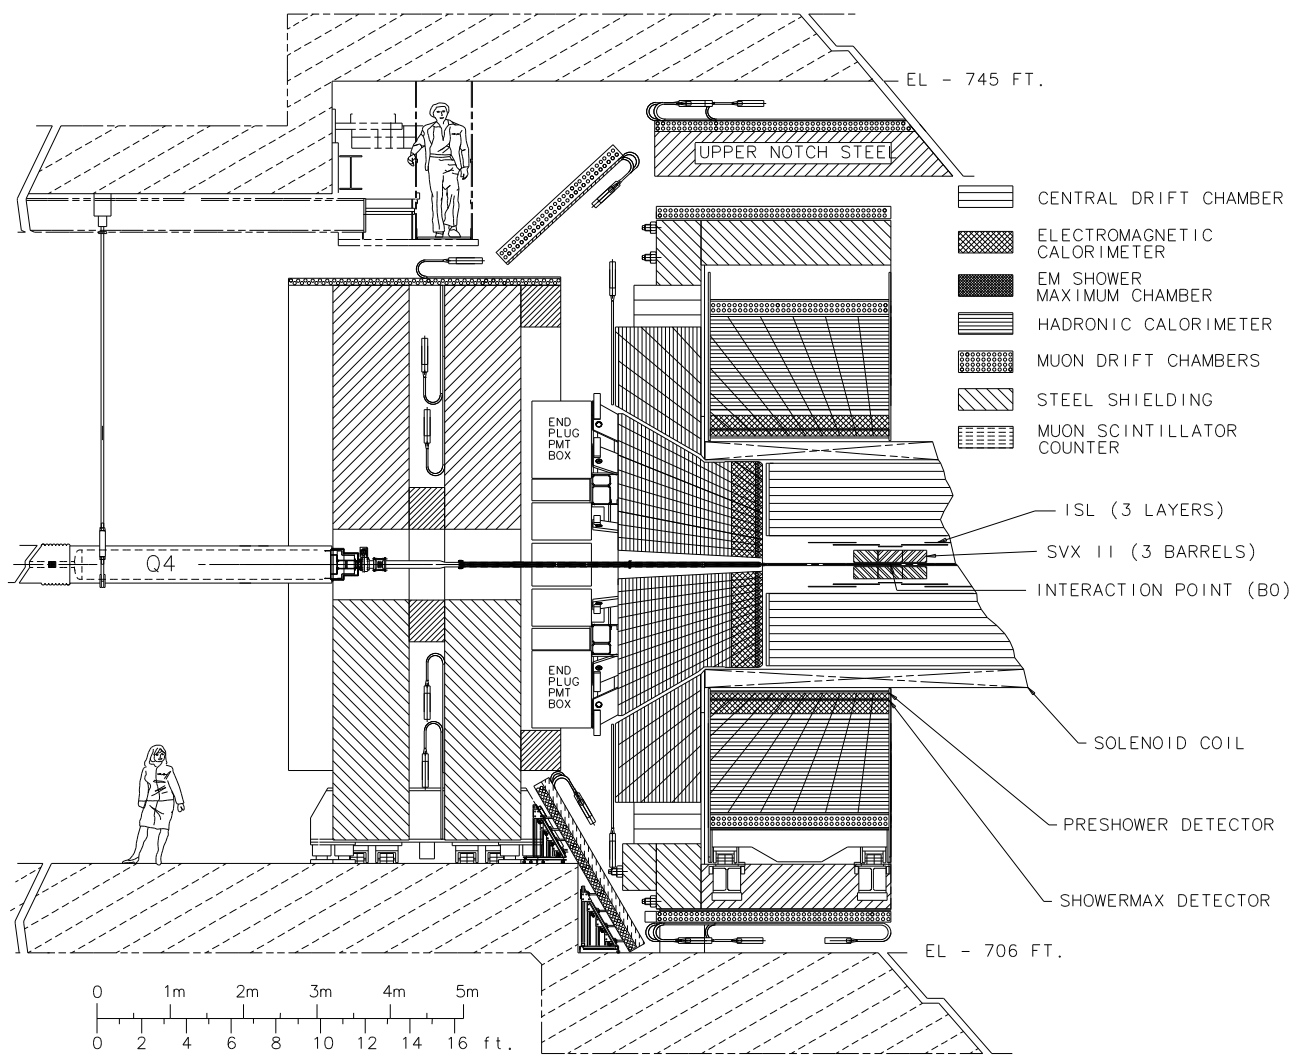 EL - 745 FT.
UPPER NOTCH STEEL
CENTRAL DRIFT CHAMBER
ELECTROMAGNETIC
CALORIMETER
EM SHOWER
MAXIMUM CHAMBER
HADRONIC CALORIMETER
MUON DRIFT CHAMBERS
STEEL SHIELDING
MUON SCINTILLATOR
COUNTER
END
PLUG
PMT
BOX
ISL (3 LAYERS)
SVX II (3 BARRELS)
Q4
INTERACTION POINT (B0)
END
PLUG
PMT
BOX
SOLENOID COIL
PRESHOWER DETECTOR
SHOWERMAX DETECTOR
EL - 706 FT.
0 1m 2m 3m 4m 5m
0 2 4 6 8 10 12 14 16 ft.